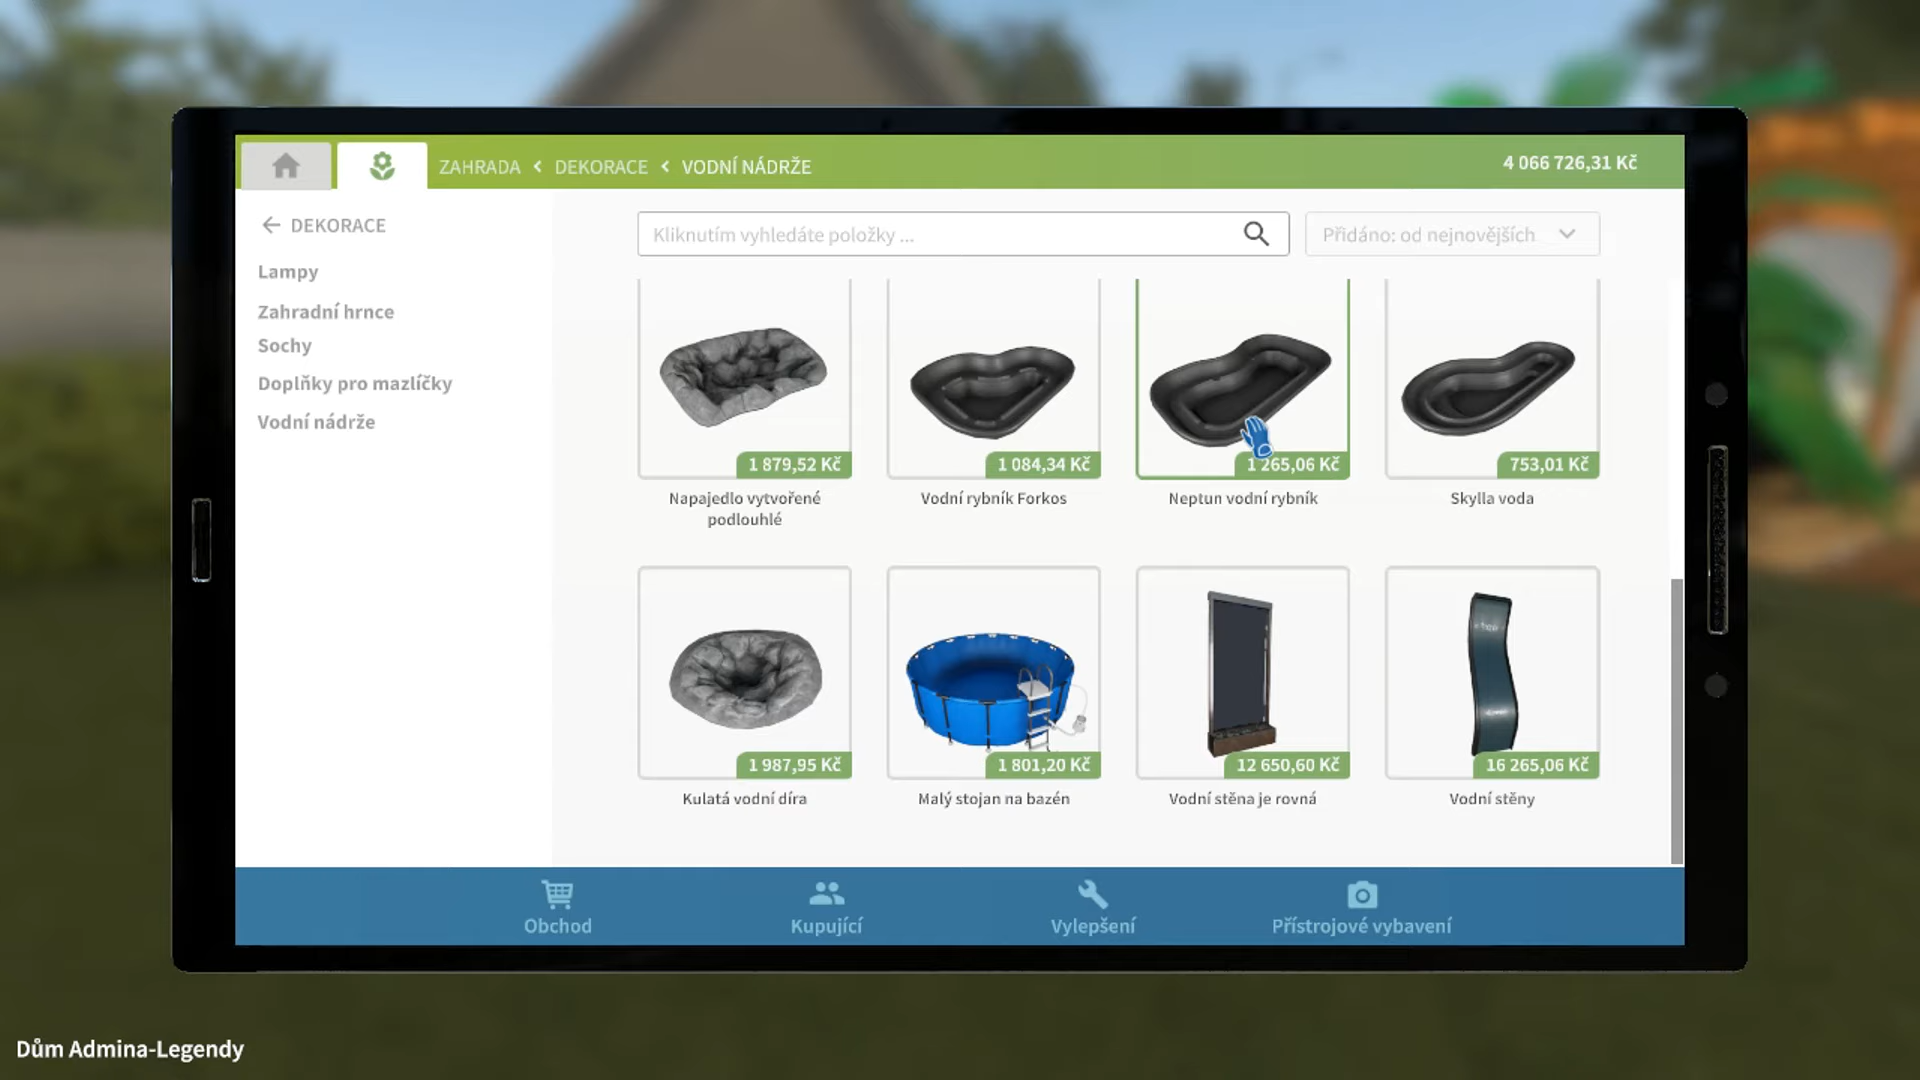 ZAHRADA < DEKORACE < VODNÍ NÁDRŽE
4 066 726,31 Kč
DEKORACE
Lampy
Zahradní hrnce
Sochy
Doplňky pro mazlíčky
Vodní nádrže
Kliknutím vyhledáte položky ...
Přidáno: od nejnovějších
1 879,52 Kč
1 084,34 Kč
1 265,06 Kč
753,01 Kč
Napajedlo vytvořené
podlouhlé
Vodní rybník Forkos
Neptun vodní rybník
Skylla voda
1 987,95 Kč
1 801,20 Kč
12 650,60 Kč
16 265,06 Kč
Kulatá vodní díra
Malý stojan na bazén
Vodní stěna je rovná
Vodní stěny
Obchod
Kupující
Vylepšení
Přístrojové vybavení
Dům Admina-Legendy